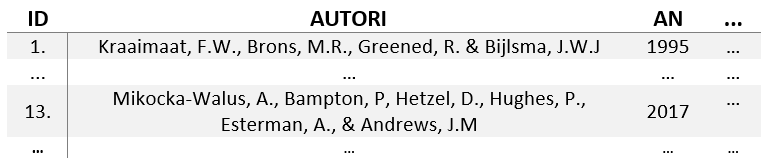 ID AUTORI AN ...
1. Kraaimaat, F.W., Brons, M.R., Greened, R. & Bijlsma, J.W.J 1995 ...
... ... ... ...
13. Mikocka-Walus, A., Bampton, P, Hetzel, D., Hughes, P., 2017 ...
Esterman, A., & Andrews, J.M
... ... ... ...